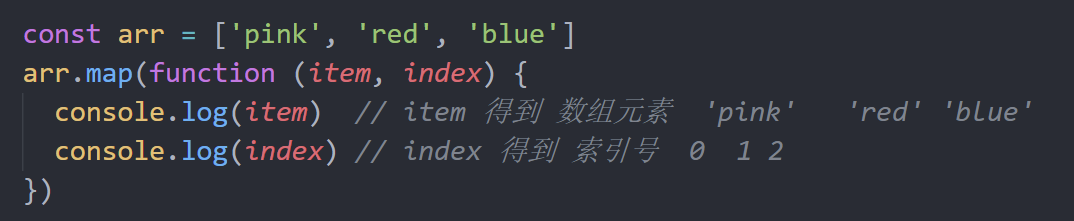 const arr = ['pink', 'red', 'blue']
arr.map(function (item, index) {
  console.log(item)  // item 得到 数组元素  'pink'   'red' 'blue'
  console.log(index) // index 得到 索引号  0  1 2
})